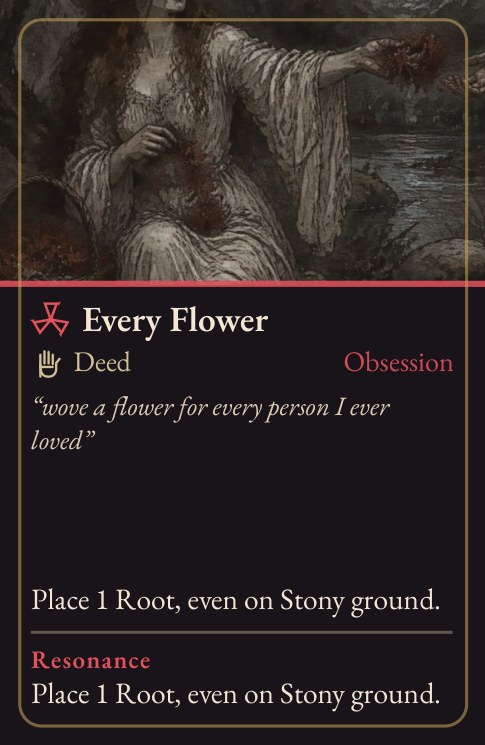 Every Flower
Deed
Obsession
“wove a flower for every person I ever
loved”
Place 1 Root, even on Stony ground.
Resonance
Place 1 Root, even on Stony ground.